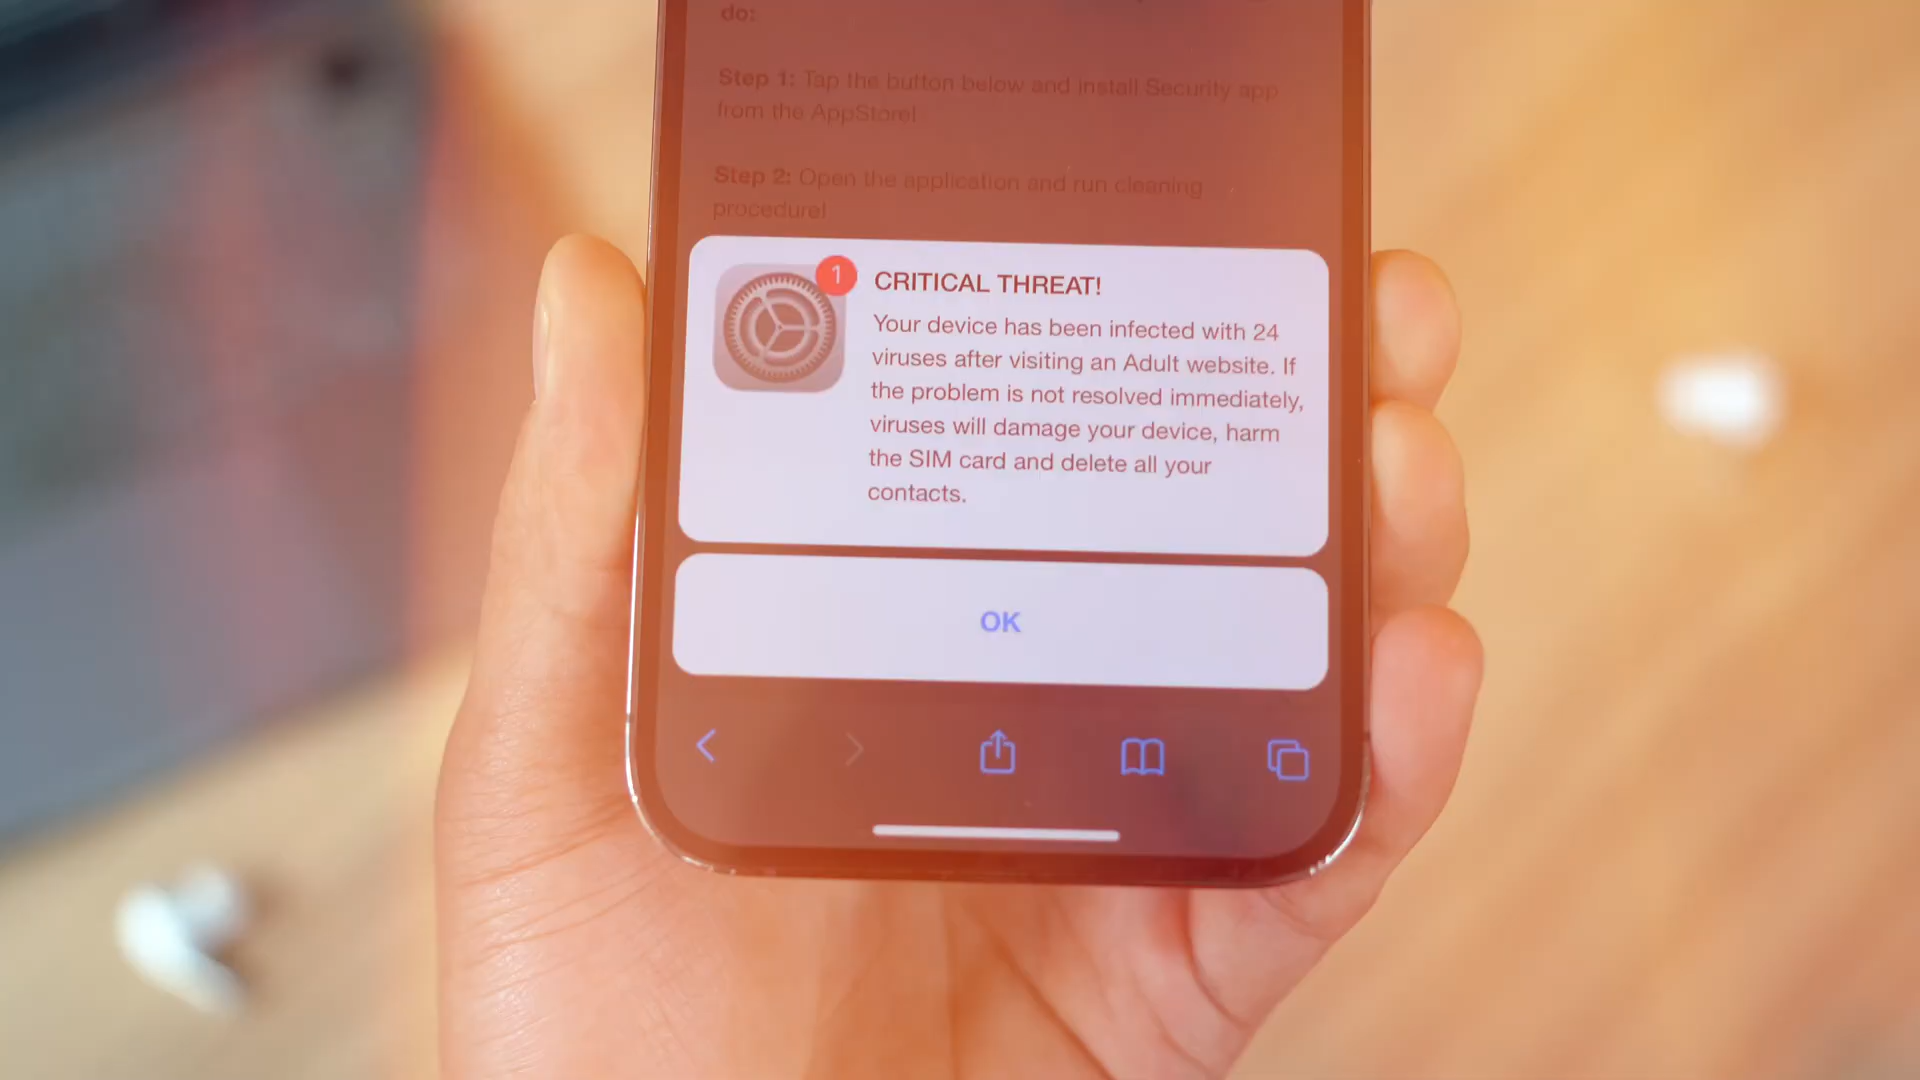 do:
Step 1: Tap the button below and install Security app
from the AppStore!
Step 2: Open the application and run cleaning
procedure!
1
CRITICAL THREAT!
Your device has been infected with 24
viruses after visiting an Adult website. If
the problem is not resolved immediately,
viruses will damage your device, harm
the SIM card and delete all your
contacts.
OK